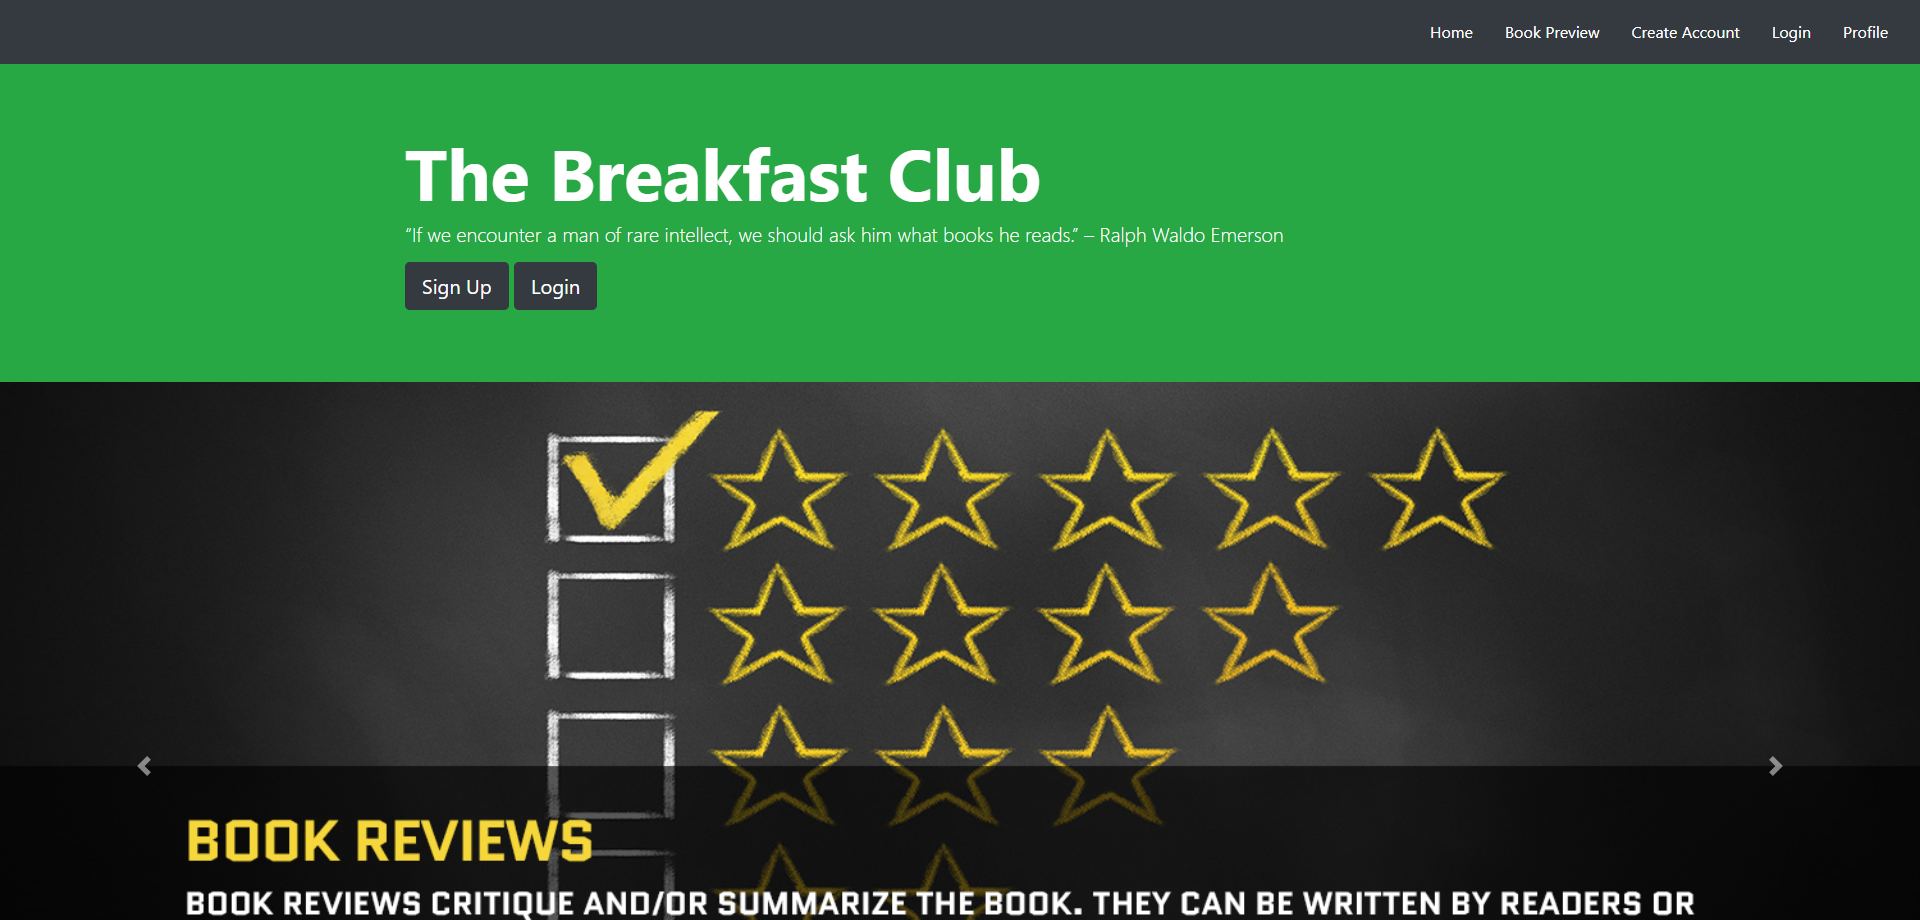 Home Book Preview Create Account Login Profile
The Breakfast Club
“If we encounter a man of rare intellect, we should ask him what books he reads.” – Ralph Waldo Emerson
Sign Up Login
BOOK REVIEWS
BOOK REVIEWS CRITIQUE AND/OR SUMMARIZE THE BOOK. THEY CAN BE WRITTEN BY READERS OR